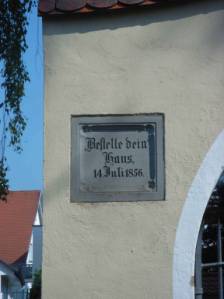 Bestelle dein
Haus,
14 Juli 1856.